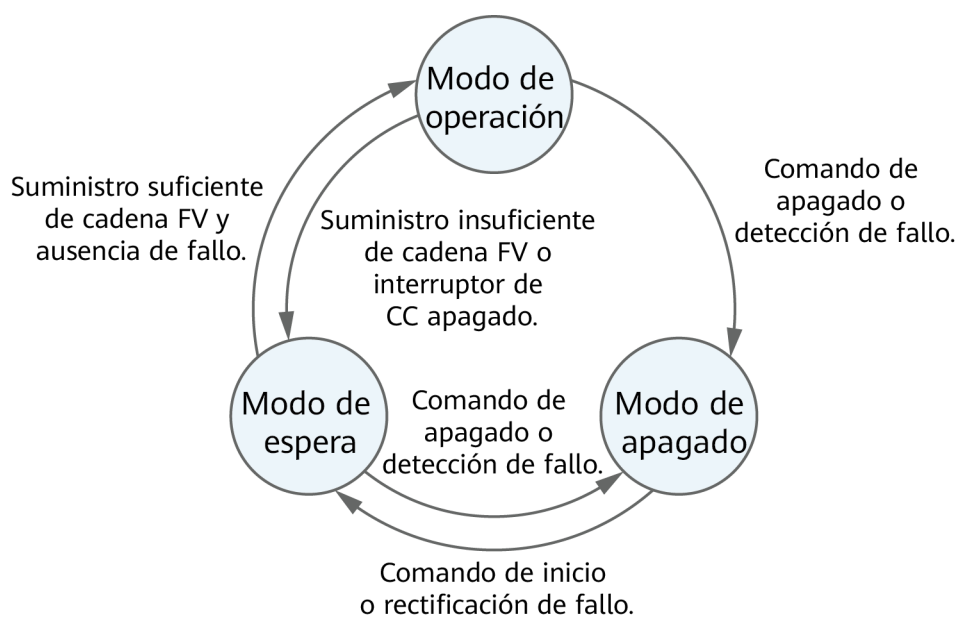 Modo de
operación
Suministro suficiente
de cadena FV y
ausencia de fallo.
Suministro insuficiente
de cadena FV o
interruptor de
CC apagado.
Comando de
apagado o
detección de fallo.
Modo de
espera
Comando de
apagado o
detección de fallo.
Modo de
apagado
Comando de inicio
o rectificación de fallo.